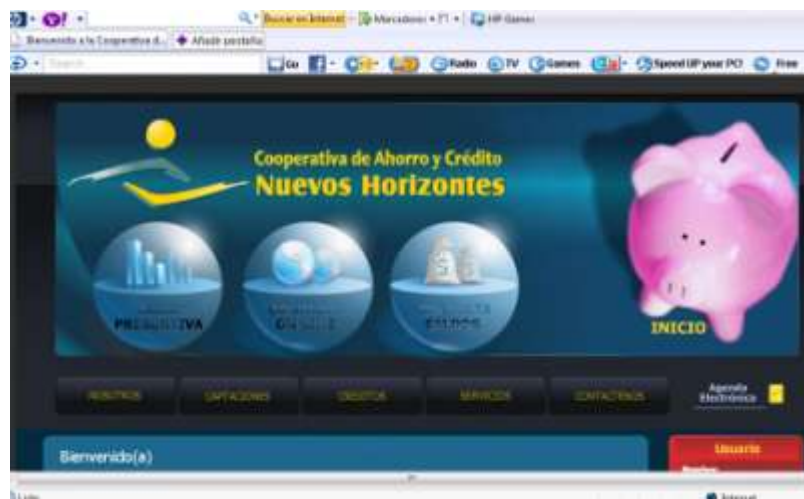 Buscar en Internet
Marcadores
HP Games
Bienvenido a la Cooperativa d...
Añadir pestaña
Search
Go
Radio
TV
Games
Speed UP your PC!
Free
Cooperativa de Ahorro y Crédito
Nuevos Horizontes
INICIO
NOSOTROS
CAPTACIONES
CREDITOS
SERVICIOS
CONTACTENOS
Agenda
Electrónica
Bienvenido(a)
Usuario
Listo
Internet